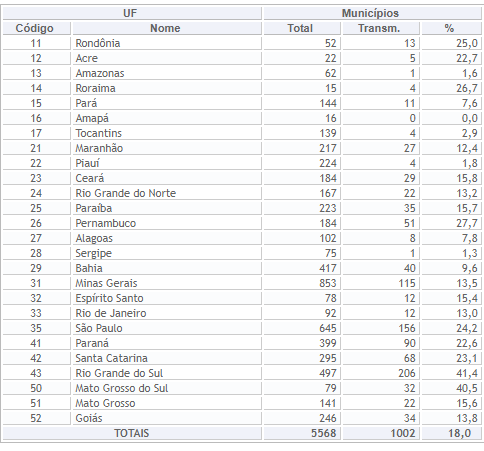 UF Municípios
Código Nome Total Transm. %
11 Rondônia 52 13 25,0
12 Acre 22 5 22,7
13 Amazonas 62 1 1,6
14 Roraima 15 4 26,7
15 Pará 144 11 7,6
16 Amapá 16 0 0,0
17 Tocantins 139 4 2,9
21 Maranhão 217 27 12,4
22 Piauí 224 4 1,8
23 Ceará 184 29 15,8
24 Rio Grande do Norte 167 22 13,2
25 Paraíba 223 35 15,7
26 Pernambuco 184 51 27,7
27 Alagoas 102 8 7,8
28 Sergipe 75 1 1,3
29 Bahia 417 40 9,6
31 Minas Gerais 853 115 13,5
32 Espírito Santo 78 12 15,4
33 Rio de Janeiro 92 12 13,0
35 São Paulo 645 156 24,2
41 Paraná 399 90 22,6
42 Santa Catarina 295 68 23,1
43 Rio Grande do Sul 497 206 41,4
50 Mato Grosso do Sul 79 32 40,5
51 Mato Grosso 141 22 15,6
52 Goiás 246 34 13,8
TOTAIS 5568 1002 18,0